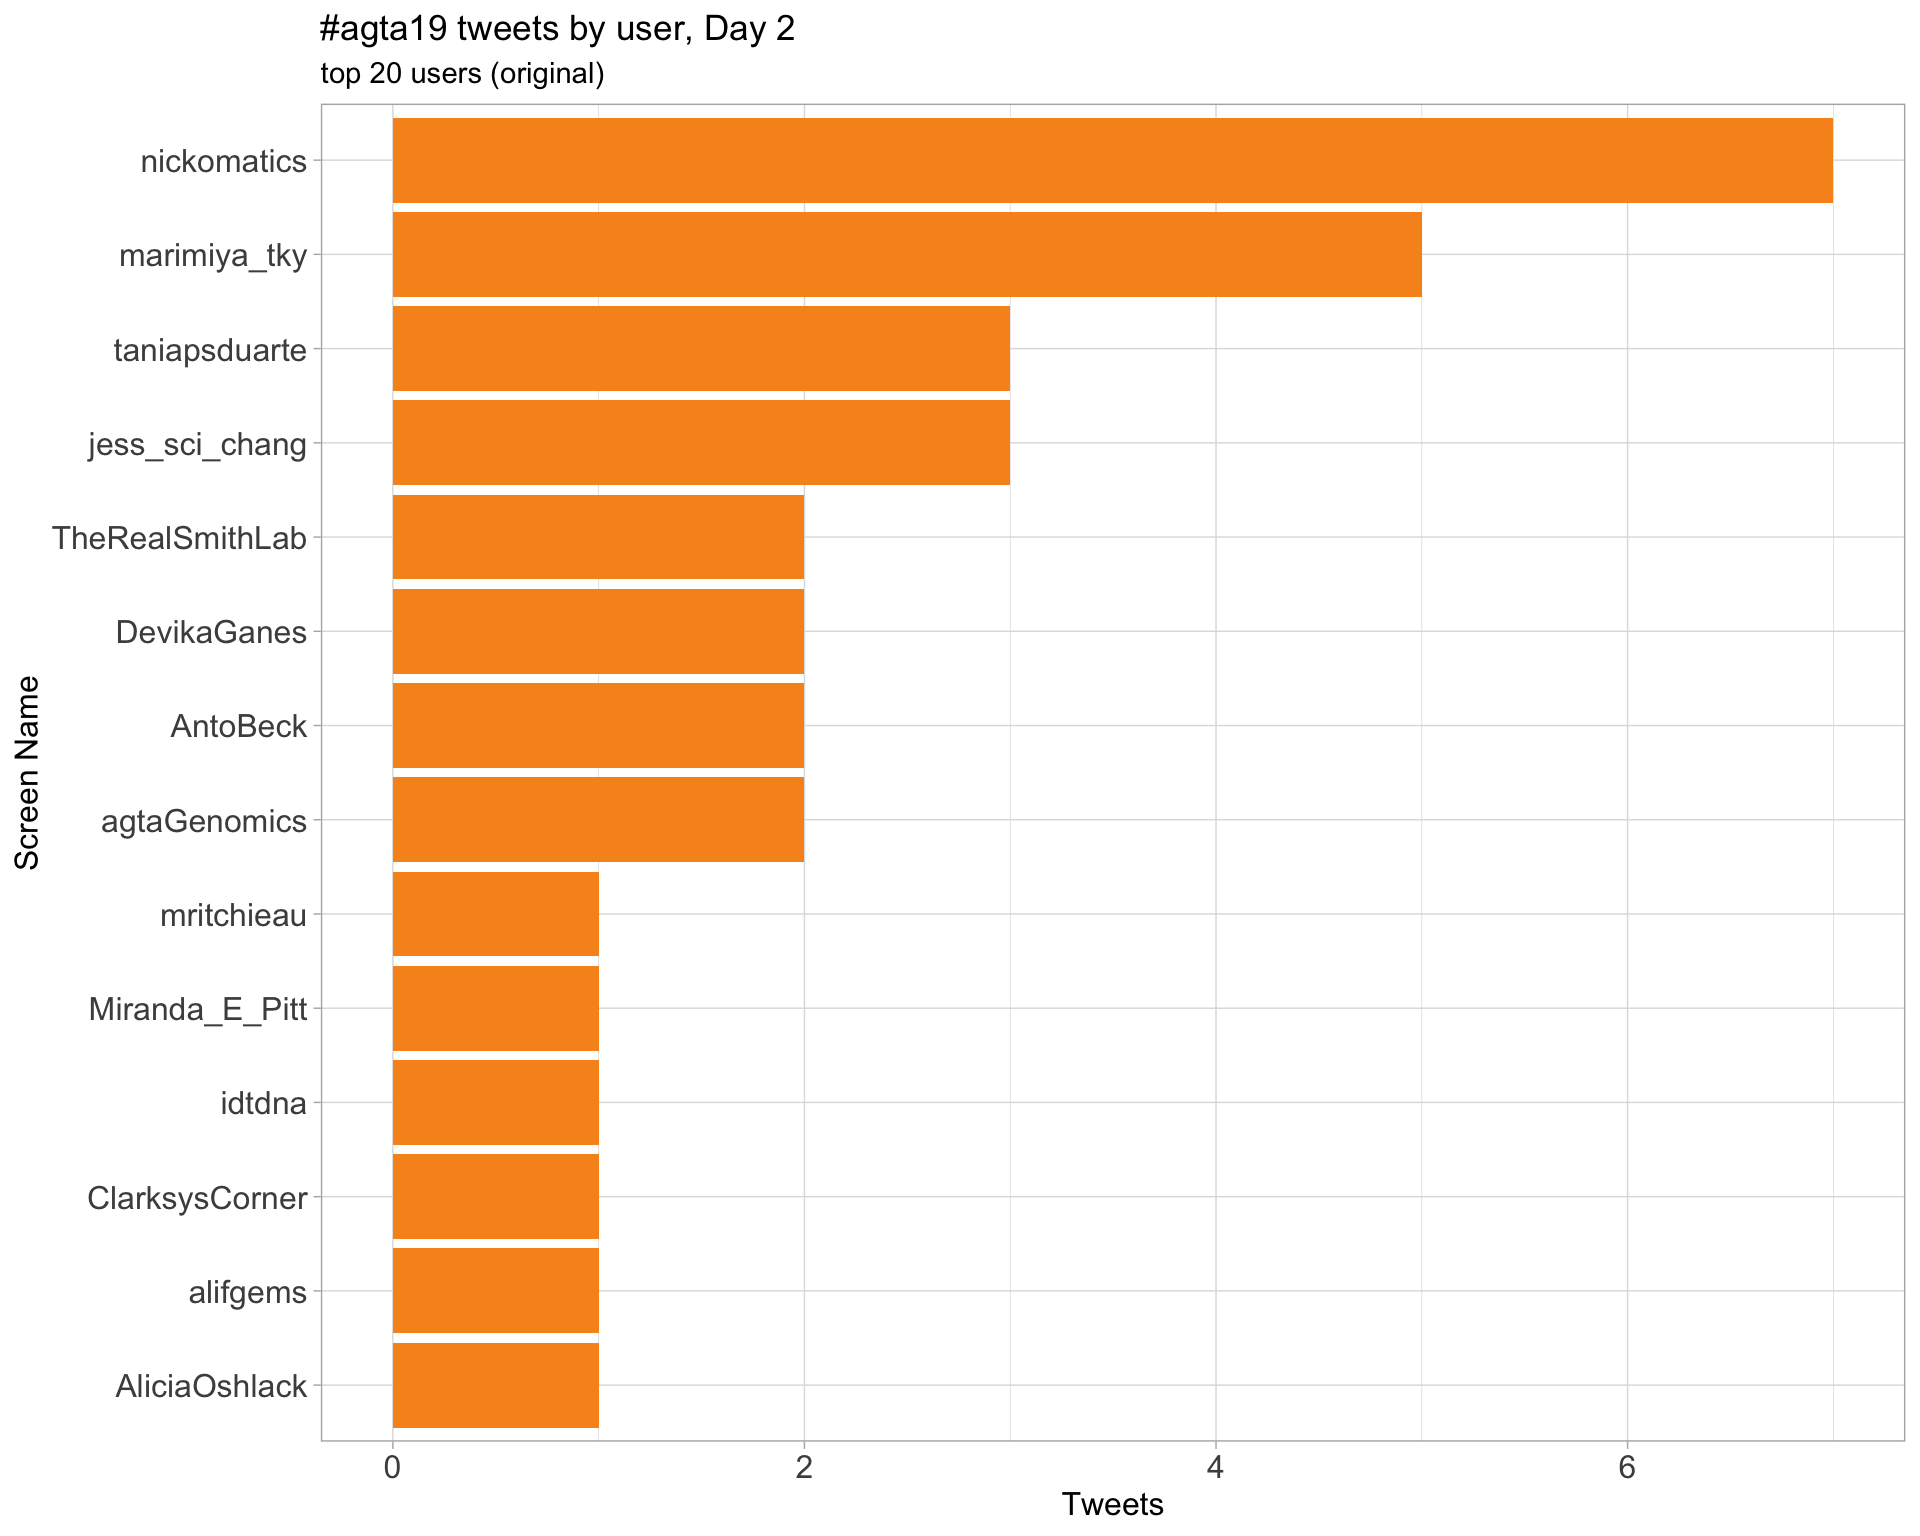 #agta19 tweets by user, Day 2
top 20 users (original)
nickomatics
marimiya_tky
taniapsduarte
jess_sci_chang
TheRealSmithLab
DevikaGanes
AntoBeck
agtaGenomics
mritchieau
Miranda_E_Pitt
idtdna
ClarksysCorner
alifgems
AliciaOshlack
Screen Name
0 2 4 6
Tweets